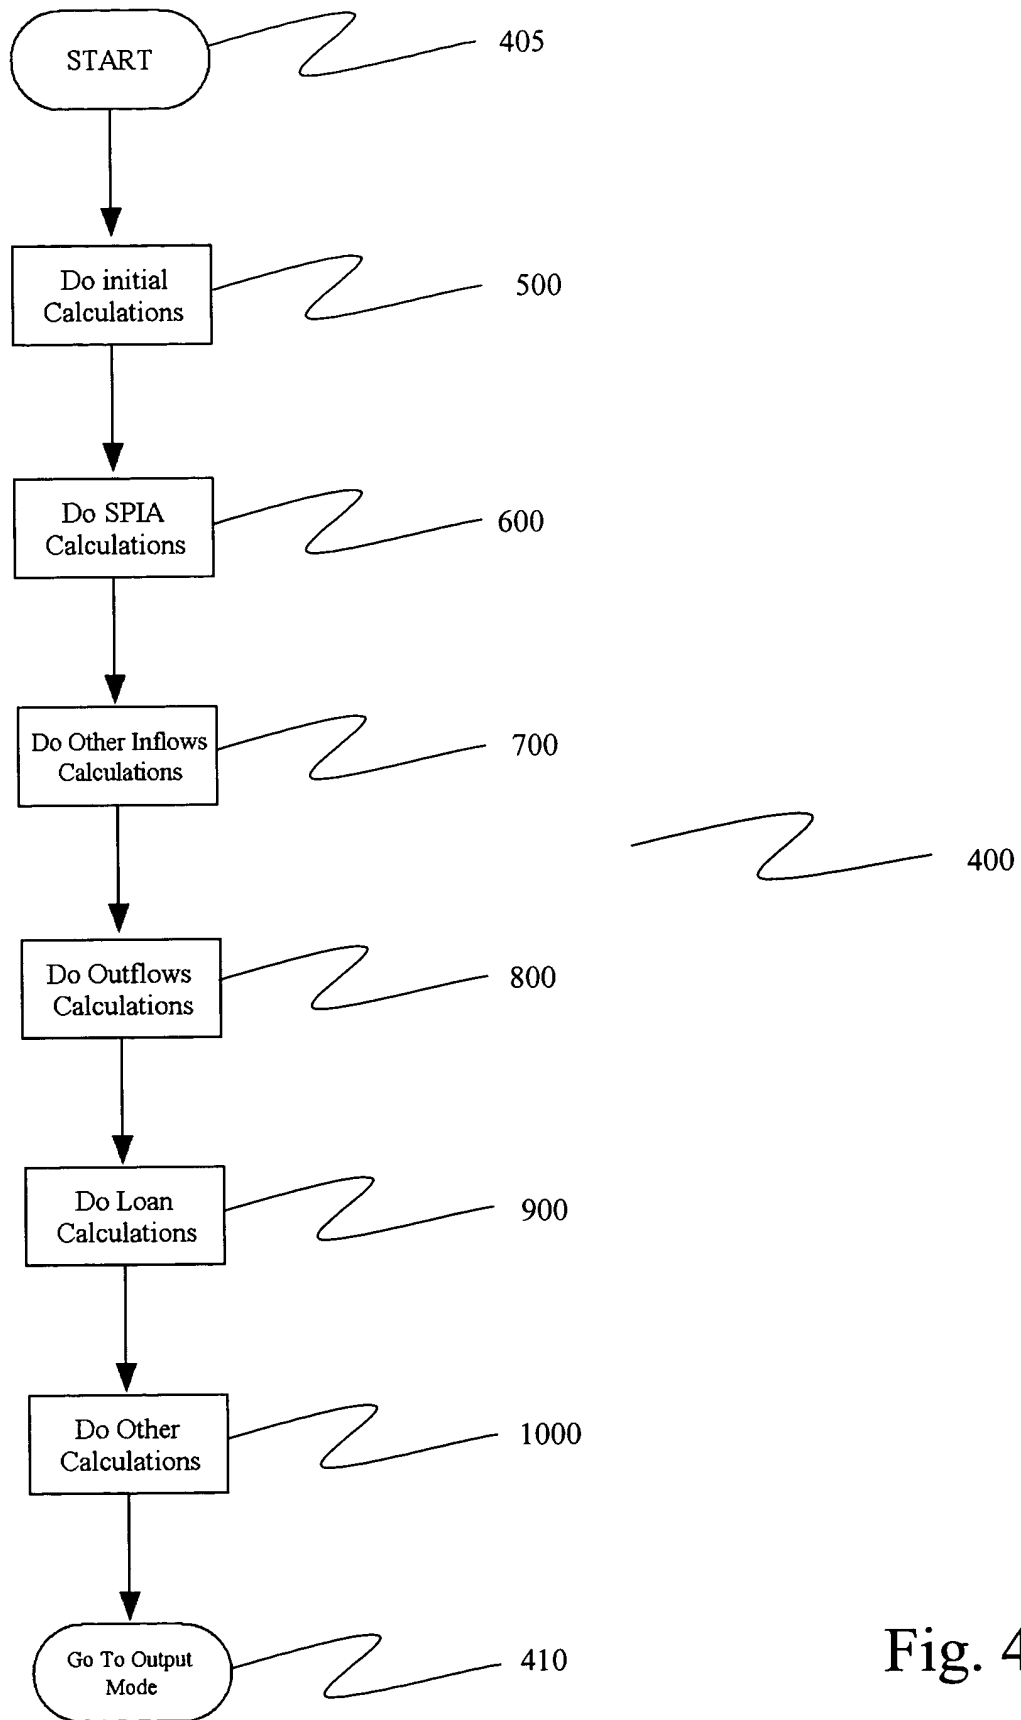 START
405
Do initial
Calculations
500
Do SPIA
Calculations
600
Do Other Inflows
Calculations
700
400
Do Outflows
Calculations
800
Do Loan
Calculations
900
Do Other
Calculations
1000
Go To Output
Mode
410
Fig. 4